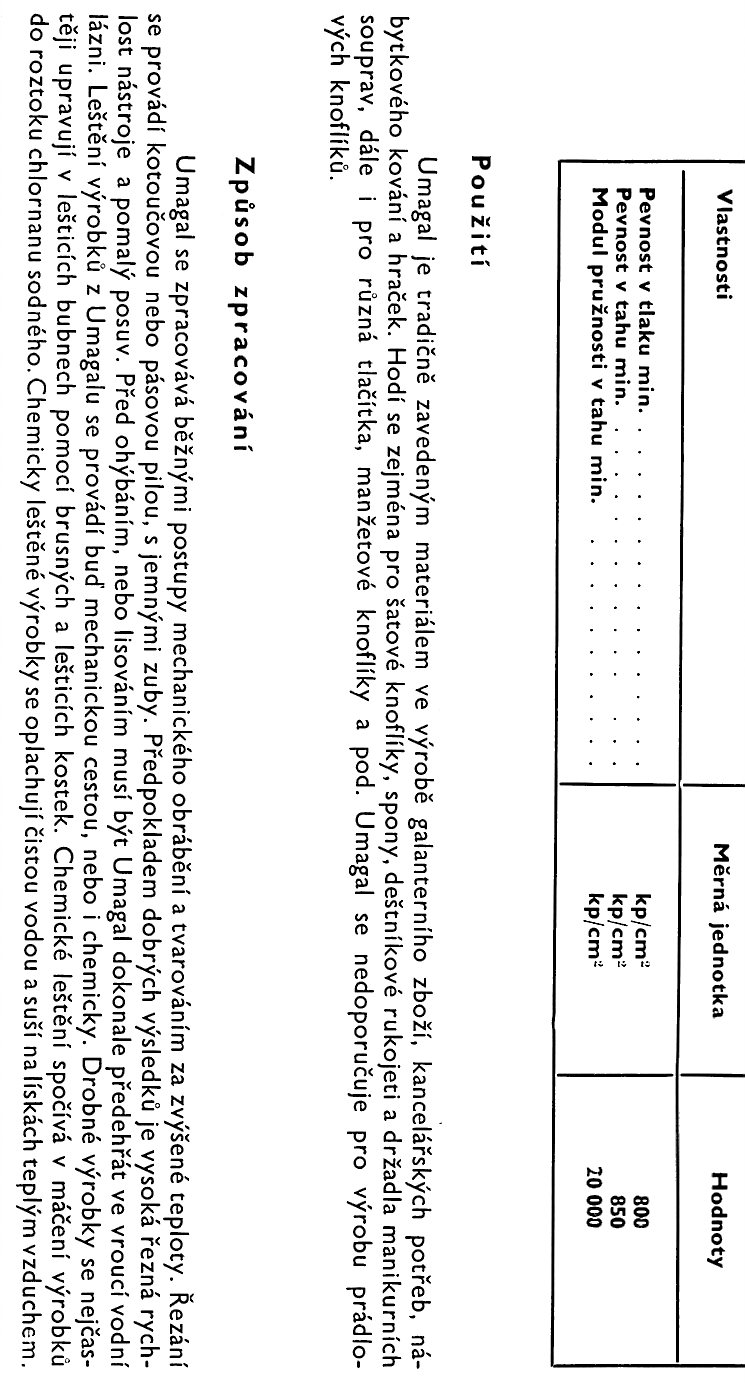 Vlastnosti Měrná jednotka Hodnoty
Pevnost v tlaku min. . . . . . . . . . . . . . . . kp/cm² 800
Pevnost v tahu min. . . . . . . . . . . . . . . . kp/cm² 850
Modul pružnosti v tahu min. . . . . . . . . . . kp/cm² 20 000
Použití
Umagal je tradičně zavedeným materiálem ve výrobě galanterního zboží, kancelářských potřeb, ná-
bytkového kování a hraček. Hodí se zejména pro šatové knoflíky, spony, deštníkové rukojeti a držadla manikurních
souprav, dále i pro různá tlačítka, manžetové knoflíky a pod. Umagal se nedoporučuje pro výrobu prádlo-
vých knoflíků.
Způsob zpracování
Umagal se zpracovává běžnými postupy mechanického obrábění a tvarováním za zvýšené teploty. Řezání
se provádí kotoučovou nebo pásovou pilou, s jemnými zuby. Předpokladem dobrých výsledků je vysoká řezná rych-
lost nástroje a pomalý posuv. Před ohýbáním, nebo lisováním musí být Umagal dokonale předehřát ve vroucí vodní
lázni. Leštění výrobků z Umagalu se provádí buď mechanickou cestou, nebo i chemicky. Drobné výrobky se nejčas-
těji upravují v lešticích bubnech pomocí brusných a lešticích kostek. Chemické leštění spočívá v máčení výrobků
do roztoku chlornanu sodného. Chemicky leštěné výrobky se oplachují čistou vodou a suší na lískách teplým vzduchem.